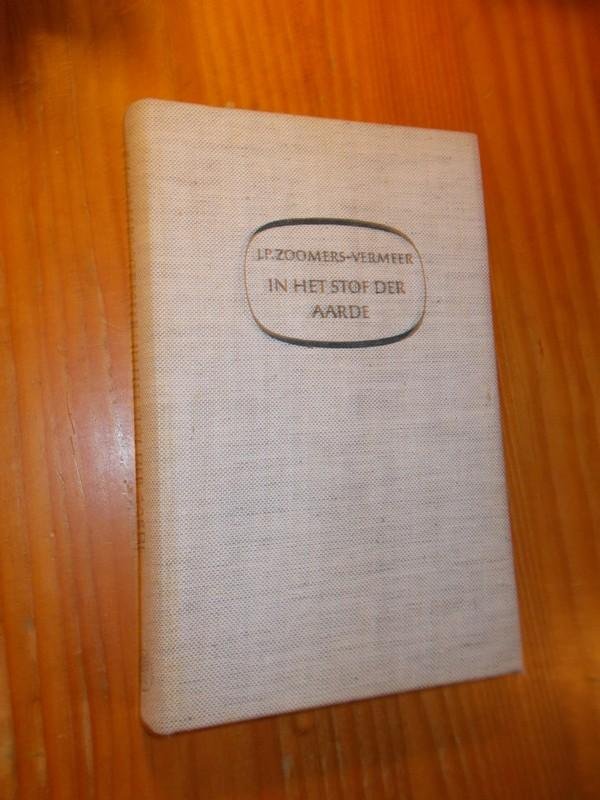 J.P. ZOOMERS-VERMEER
IN HET STOF DER
AARDE